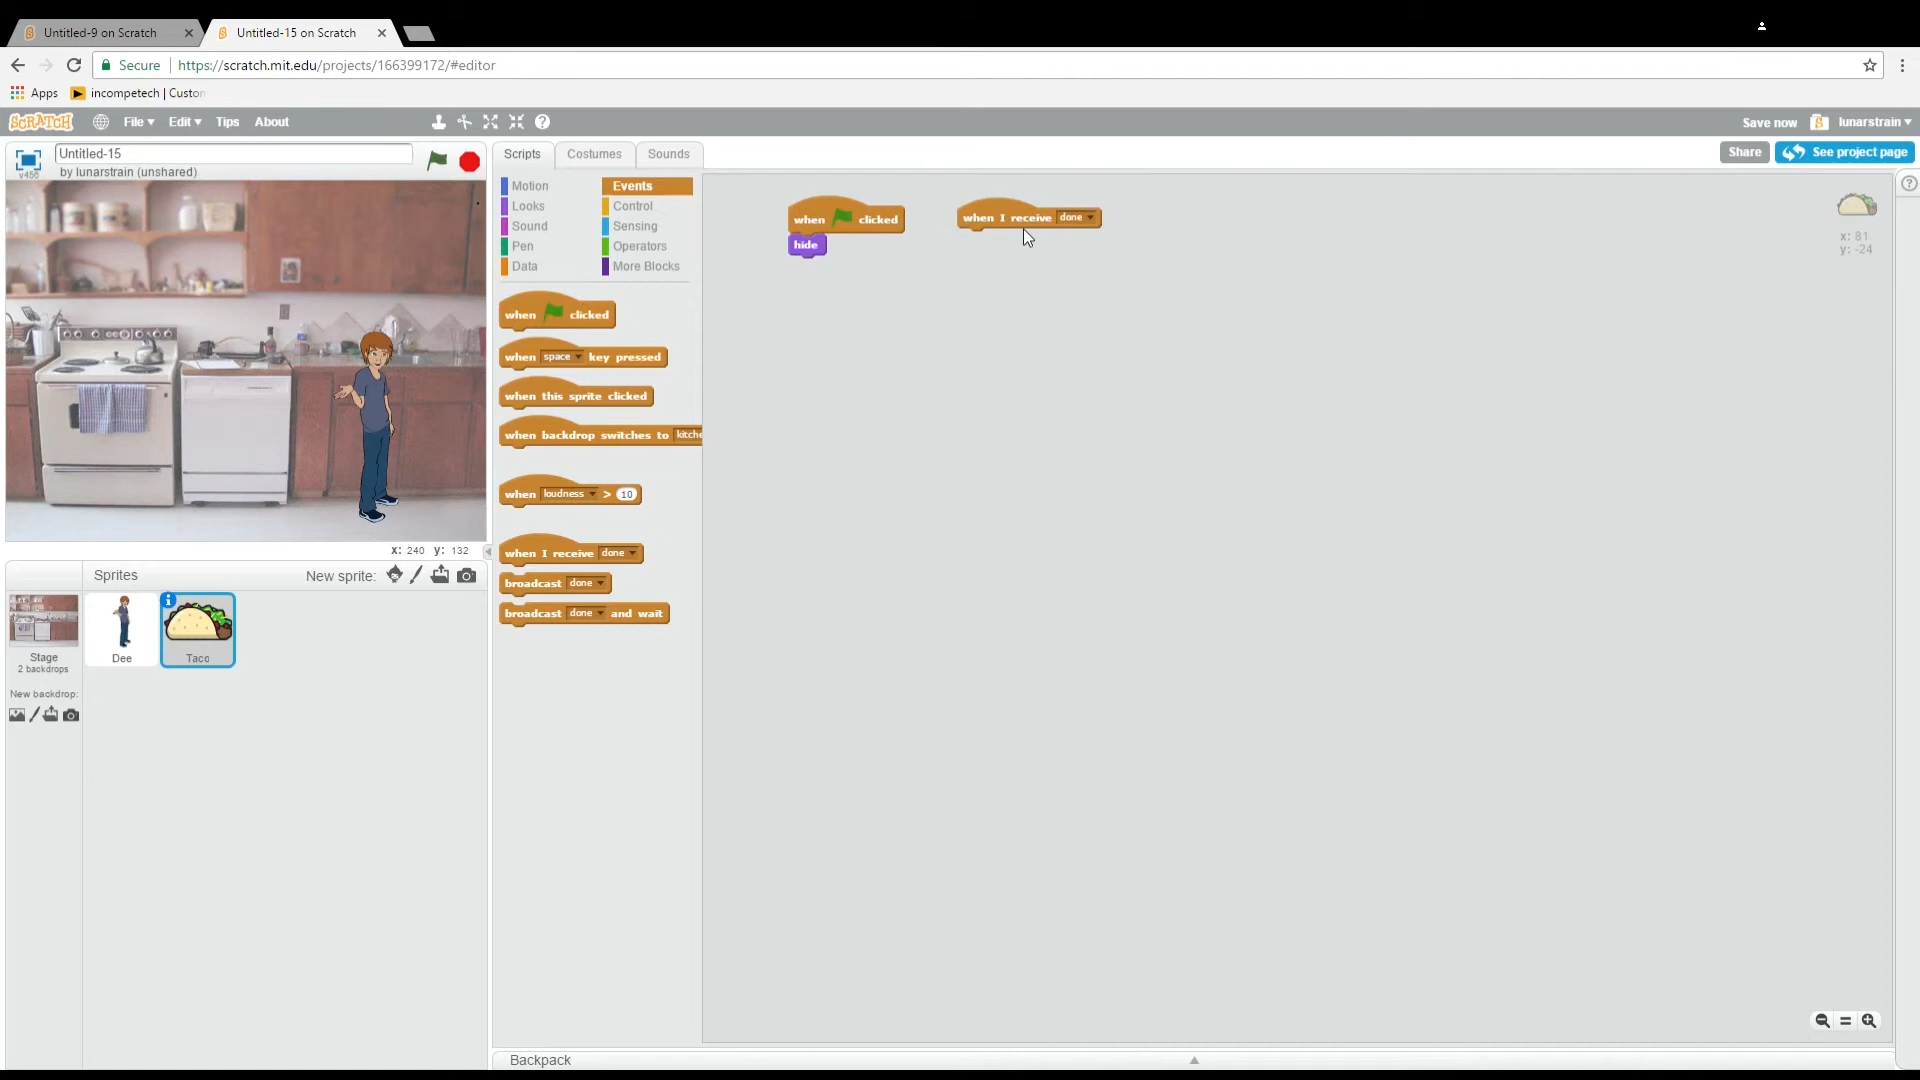 Untitled-9 on Scratch
Untitled-15 on Scratch
Secure
https://scratch.mit.edu/projects/166399172/#editor
Apps
incompetech | Custon
SCRATCH
File
Edit
Tips
About
Save now
lunarstrain
Untitled-15
by lunarstrain (unshared)
v456
Scripts
Costumes
Sounds
Share
See project page
Motion
Events
Looks
Control
Sound
Sensing
Pen
Operators
Data
More Blocks
when clicked
when space key pressed
when this sprite clicked
when backdrop switches to kitche
when loudness > 10
when I receive done
broadcast done
broadcast done and wait
when clicked
hide
when I receive done
x: 81
y: -24
x: 240 y: 132
Sprites
New sprite:
Stage
2 backdrops
New backdrop:
Dee
Taco
Backpack